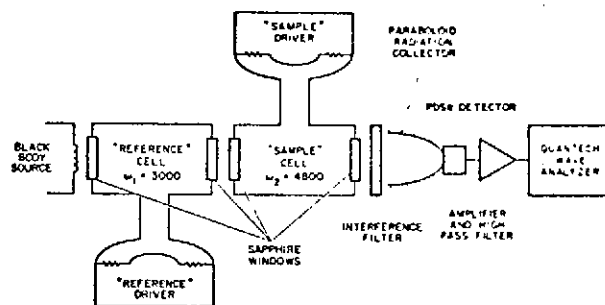 "SAMPLE"
DRIVER
PARABOLOID
RADIATION
COLLECTOR
PbSe DETECTOR
BLACK
BODY
SOURCE
"REFERENCE"
CELL
ω₁ = 3000
"SAMPLE"
CELL
ω₂ = 4800
QUANTECH
WAVE
ANALYZER
SAPPHIRE
WINDOWS
INTERFERENCE
FILTER
AMPLIFIER
AND HIGH
PASS FILTER
"REFERENCE"
DRIVER